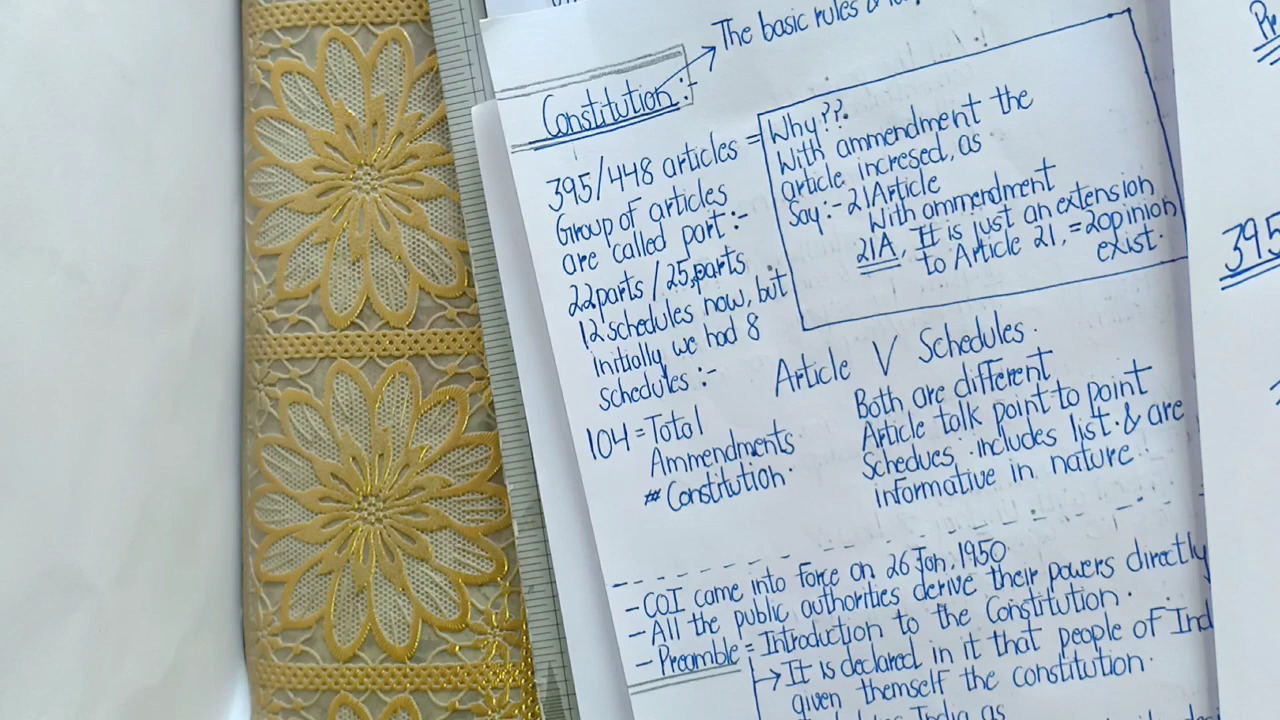 The basic rules &
Constitution :-
395/448 articles =
Group of articles
are called part :-
22 parts / 25 parts
12 schedules now, but
initially we had 8
schedules :-
104 = Total
Ammendments
# Constitution.
Why??.
With ammendment the
article incresed, as
Say :- 21 Article
With ammendment
21A, It is just an extension
to Article 21, = 2 opinion
exist.
Article V Schedules.
Both are different
Article talk point to point
Schedues includes list & are
informative in nature.
- COI came into force on 26 Jan, 1950
- All the public authorities derive their powers directly
to the Constitution.
- Preamble = Introduction
It is declared in it that people of Ind
given themself the constitution.
India as
395